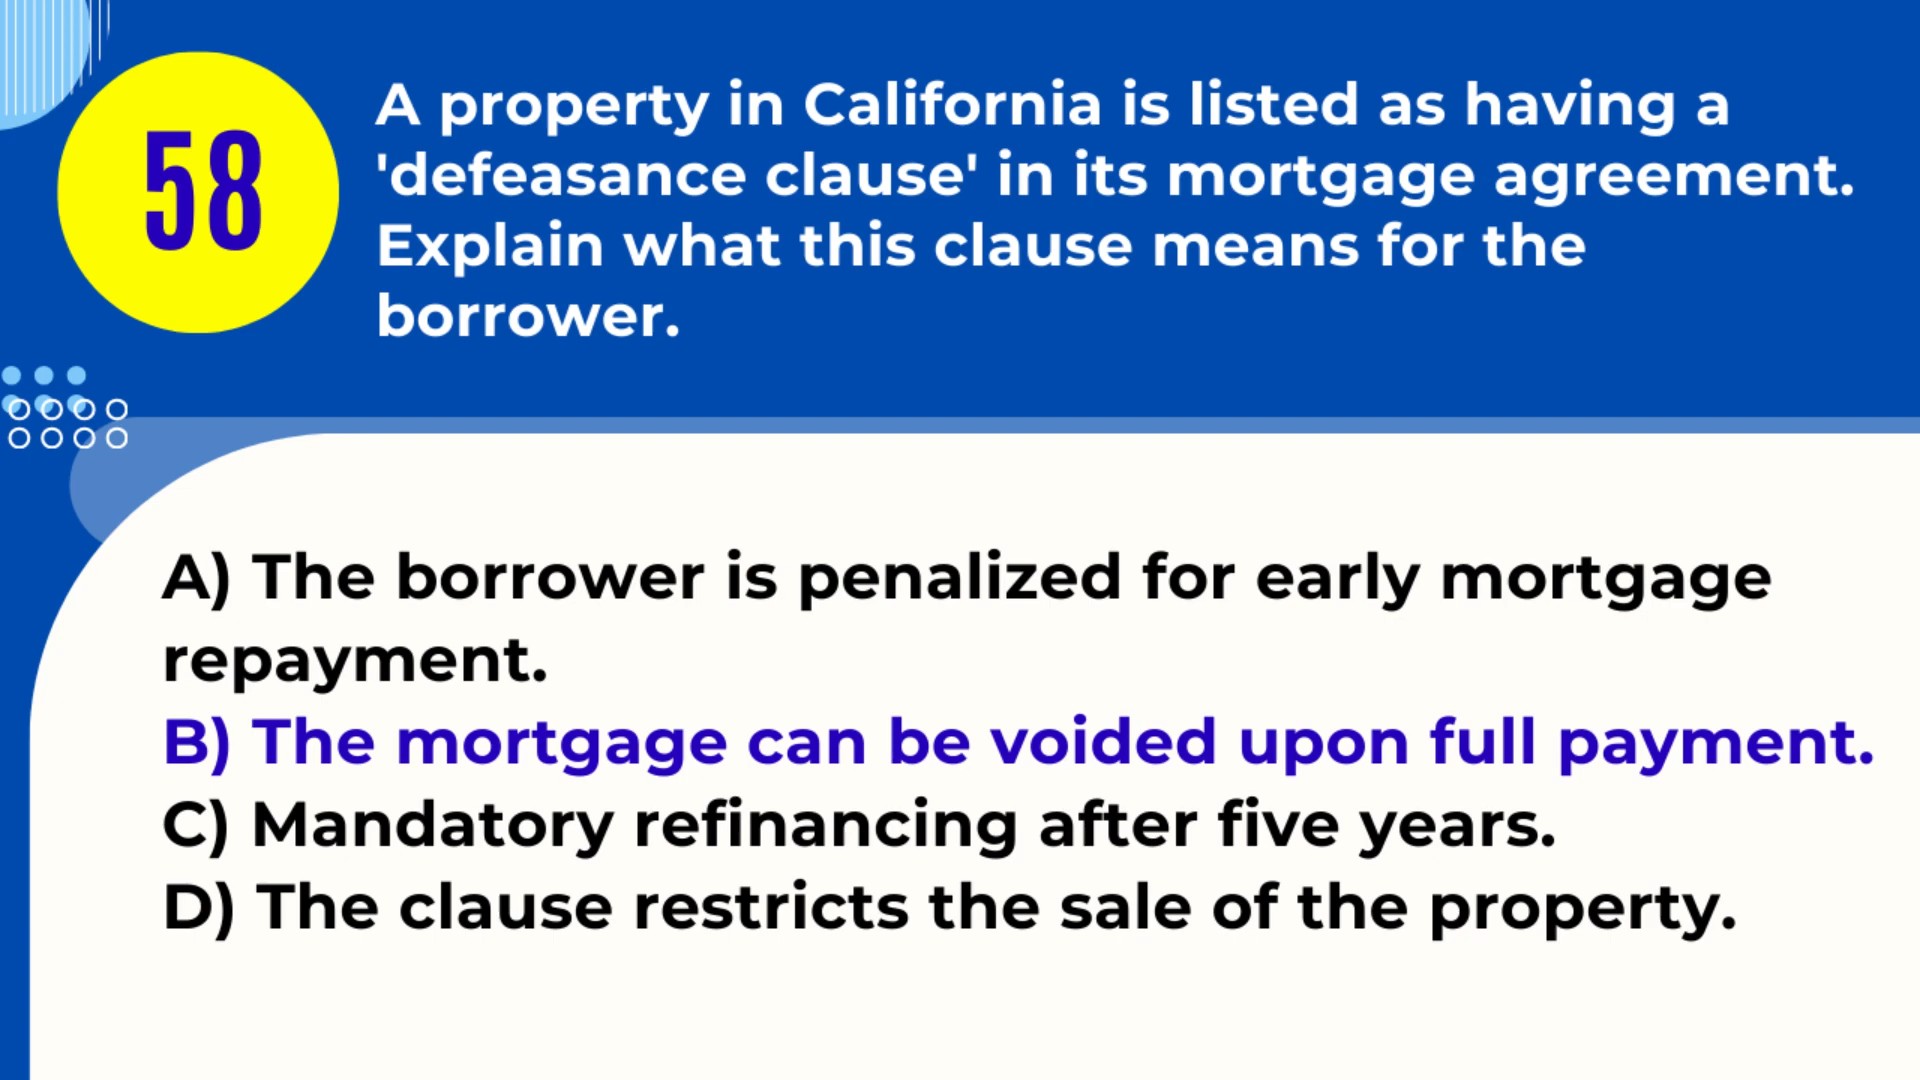 58
A property in California is listed as having a
'defeasance clause' in its mortgage agreement.
Explain what this clause means for the
borrower.
A) The borrower is penalized for early mortgage
repayment.
B) The mortgage can be voided upon full payment.
C) Mandatory refinancing after five years.
D) The clause restricts the sale of the property.